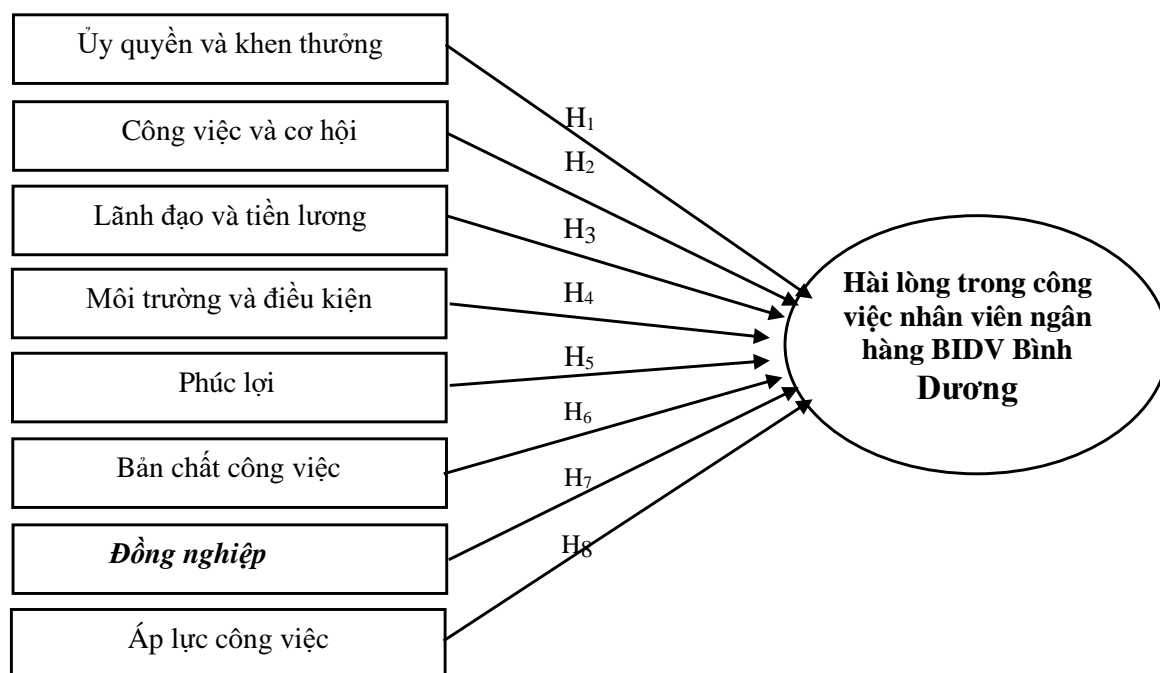 Ủy quyền và khen thưởng
Công việc và cơ hội
Lãnh đạo và tiền lương
Môi trường và điều kiện
Phúc lợi
Bản chất công việc
Đồng nghiệp
Áp lực công việc
H1
H2
H3
H4
H5
H6
H7
H8
Hài lòng trong công
việc nhân viên ngân
hàng BIDV Bình
Dương